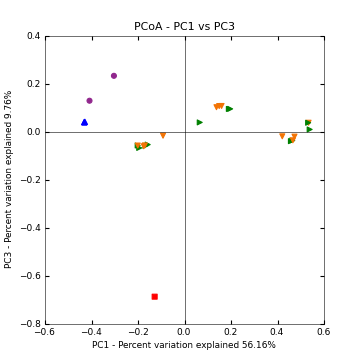 PCoA - PC1 vs PC3
PC3 - Percent variation explained 9.76%
0.4
0.2
0.0
−0.2
−0.4
−0.6
−0.8
−0.6 −0.4 −0.2 0.0 0.2 0.4 0.6
PC1 - Percent variation explained 56.16%